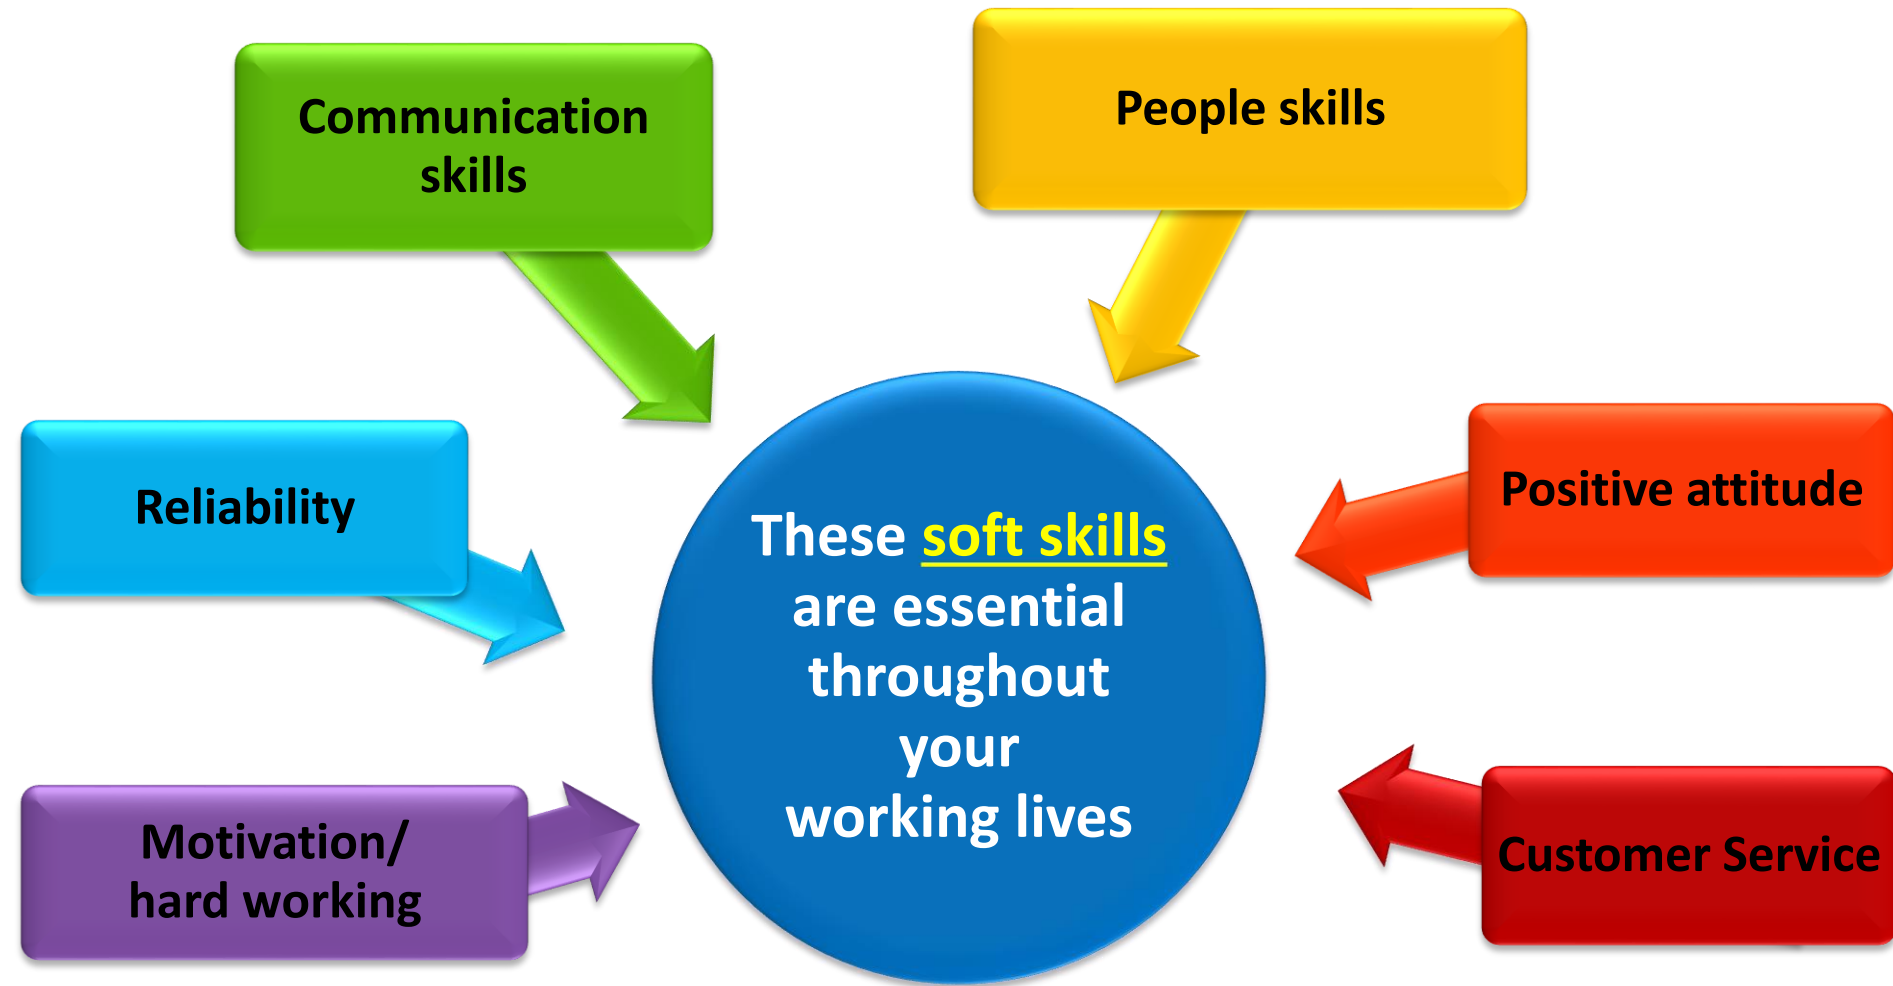 Communication
skills
People skills
Reliability
Positive attitude
Motivation/
hard working
Customer Service
These soft skills
are essential
throughout
your
working lives